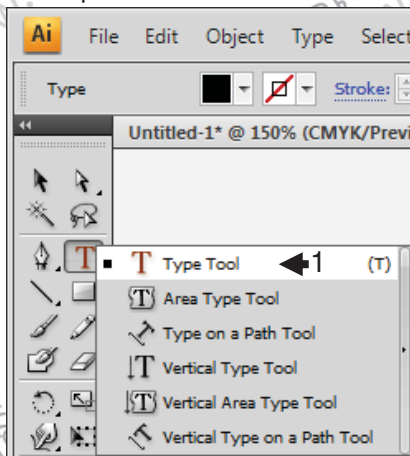 Ai File Edit Object Type Select
Type Stroke:
Untitled-1* @ 150% (CMYK/Previ
T Type Tool 1 (T)
Area Type Tool
Type on a Path Tool
Vertical Type Tool
Vertical Area Type Tool
Vertical Type on a Path Tool